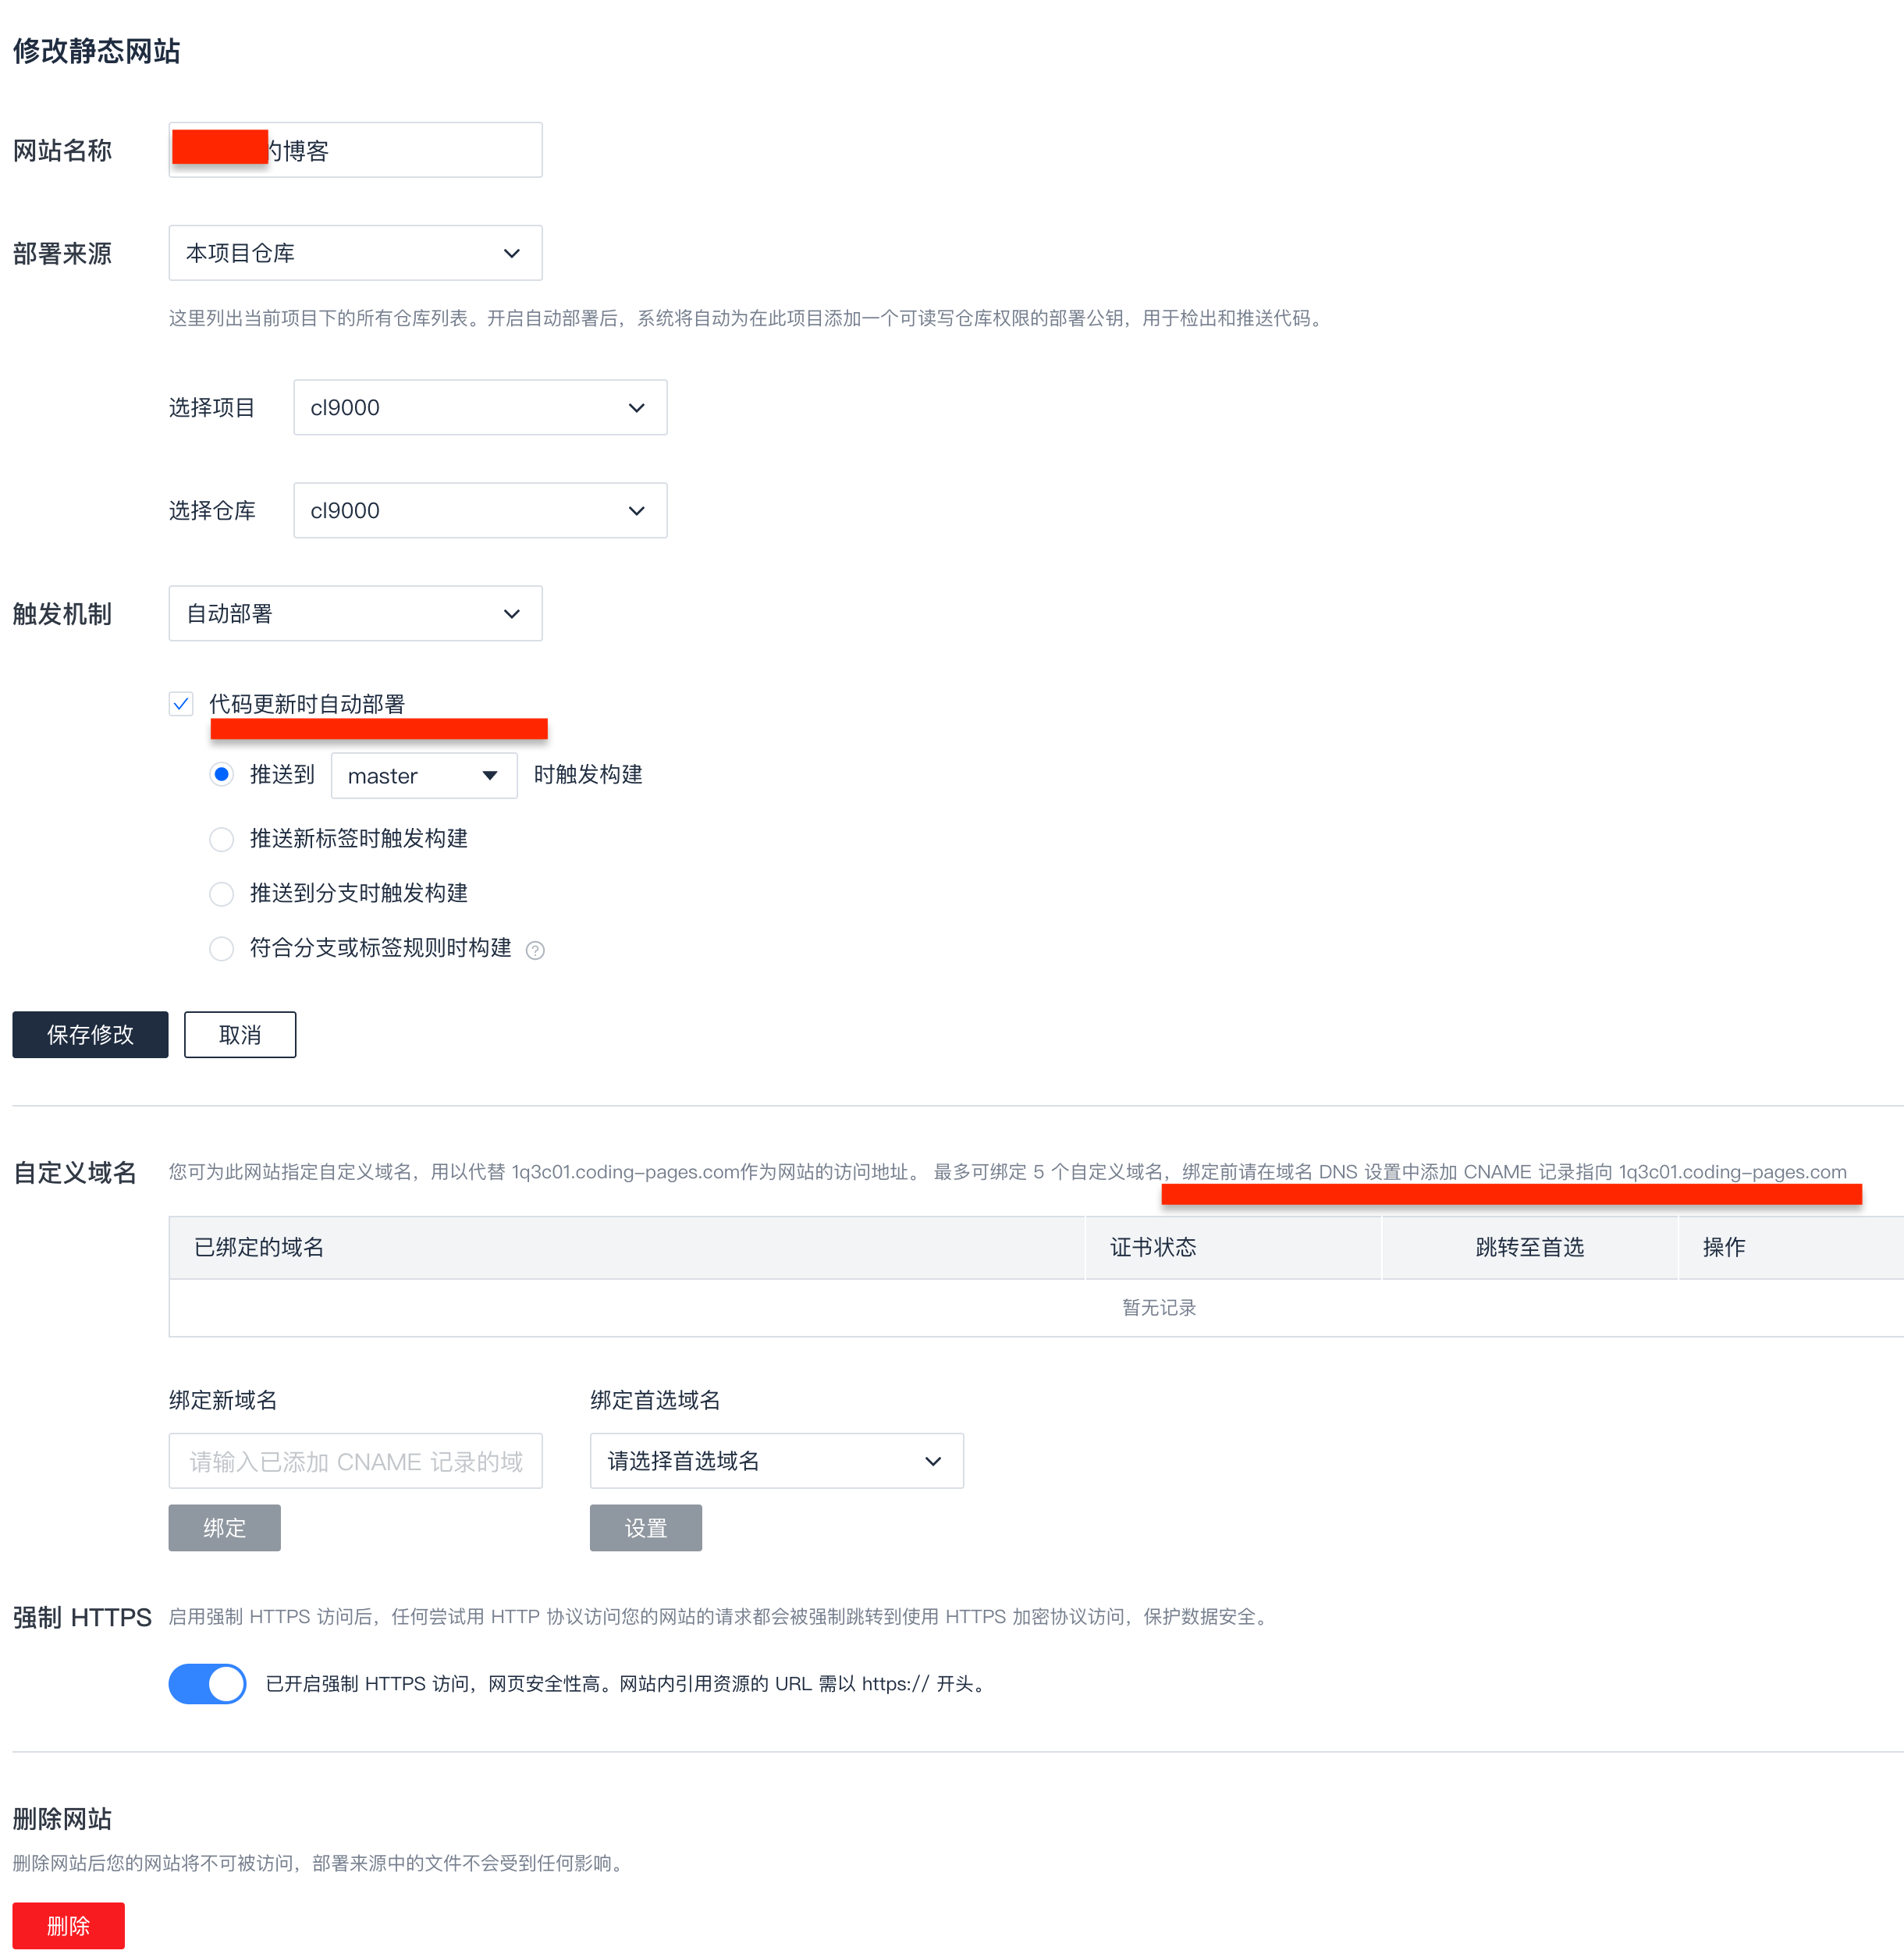 修改静态网站
网站名称
的博客
部署来源
本项目仓库
这里列出当前项目下的所有仓库列表。开启自动部署后，系统将自动为在此项目添加一个可读写仓库权限的部署公钥，用于检出和推送代码。
选择项目
cl9000
选择仓库
cl9000
触发机制
自动部署
代码更新时自动部署
推送到 master 时触发构建
推送新标签时触发构建
推送到分支时触发构建
符合分支或标签规则时构建 ?
保存修改 取消
自定义域名
您可为此网站指定自定义域名，用以代替 1q3c01.coding-pages.com作为网站的访问地址。 最多可绑定 5 个自定义域名，绑定前请在域名 DNS 设置中添加 CNAME 记录指向 1q3c01.coding-pages.com
已绑定的域名 证书状态 跳转至首选 操作
暂无记录
绑定新域名 绑定首选域名
请输入已添加 CNAME 记录的域 请选择首选域名
绑定 设置
强制 HTTPS
启用强制 HTTPS 访问后，任何尝试用 HTTP 协议访问您的网站的请求都会被强制跳转到使用 HTTPS 加密协议访问，保护数据安全。
已开启强制 HTTPS 访问，网页安全性高。网站内引用资源的 URL 需以 https:// 开头。
删除网站
删除网站后您的网站将不可被访问，部署来源中的文件不会受到任何影响。
删除